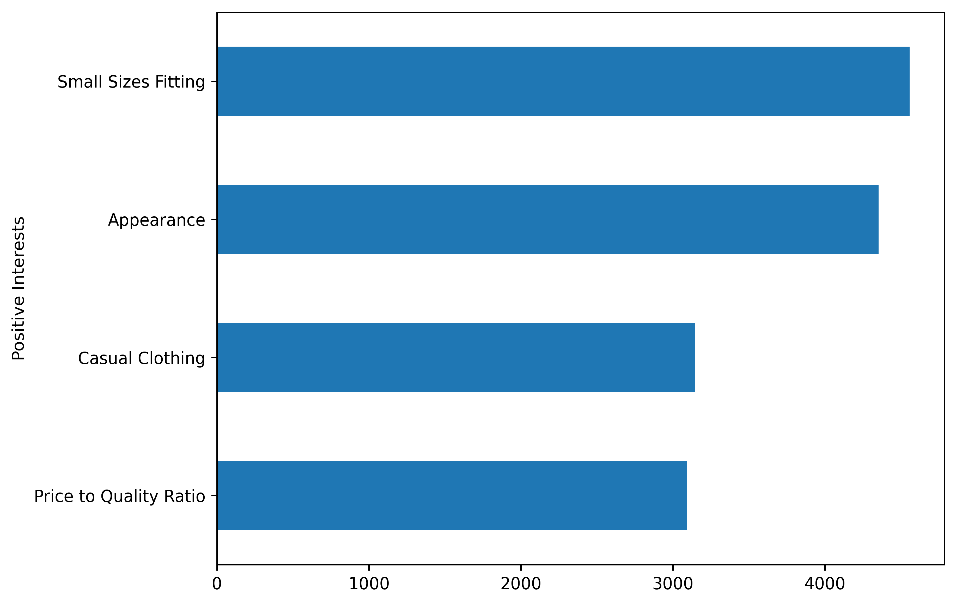 Positive Interests
Small Sizes Fitting
Appearance
Casual Clothing
Price to Quality Ratio
0 1000 2000 3000 4000